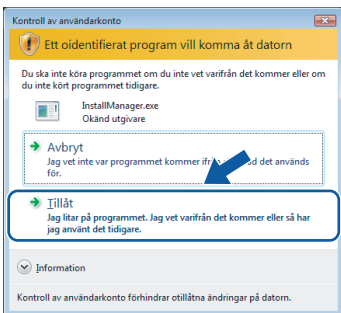 Kontroll av användarkonto
Ett oidentifierat program vill komma åt datorn
Du ska inte köra programmet om du inte vet varifrån det kommer eller om
du inte kört programmet tidigare.
InstallManager.exe
Okänd utgivare
Avbryt
Jag vet inte var programmet kommer ifrån det används
för.
Tillåt
Jag litar på programmet. Jag vet varifrån det kommer eller så har
jag använt det tidigare.
Information
Kontroll av användarkonto förhindrar otillåtna ändringar på datorn.